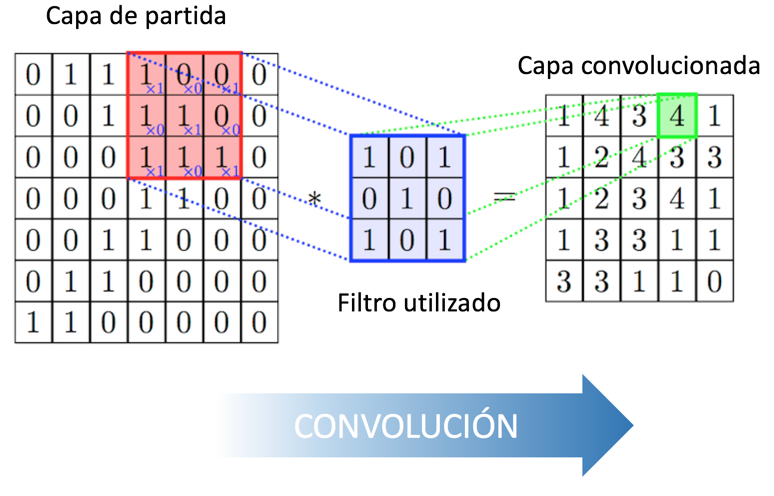 Capa de partida
Capa convolucionada
0 1 1 1×1 0×0 0×1 0
0 0 1 1×0 1×1 0×0 0
0 0 0 1×1 1×0 1×1 0
0 0 0 1 1 0 0
0 0 1 1 0 0 0
0 1 1 0 0 0 0
1 1 0 0 0 0 0
*
1 0 1
0 1 0
1 0 1
Filtro utilizado
=
1 4 3 4 1
1 2 4 3 3
1 2 3 4 1
1 3 3 1 1
3 3 1 1 0
CONVOLUCIÓN